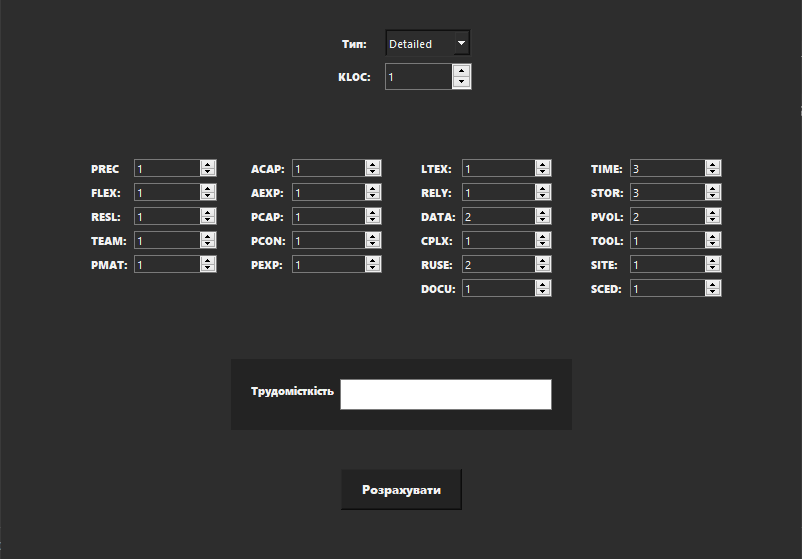 Тип: Detailed
KLOC: 1
PREC 1 ACAP: 1 LTEX: 1 TIME: 3
FLEX: 1 AEXP: 1 RELY: 1 STOR: 3
RESL: 1 PCAP: 1 DATA: 2 PVOL: 2
TEAM: 1 PCON: 1 CPLX: 1 TOOL: 1
PMAT: 1 PEXP: 1 RUSE: 2 SITE: 1
DOCU: 1 SCED: 1
Трудомісткість
Розрахувати